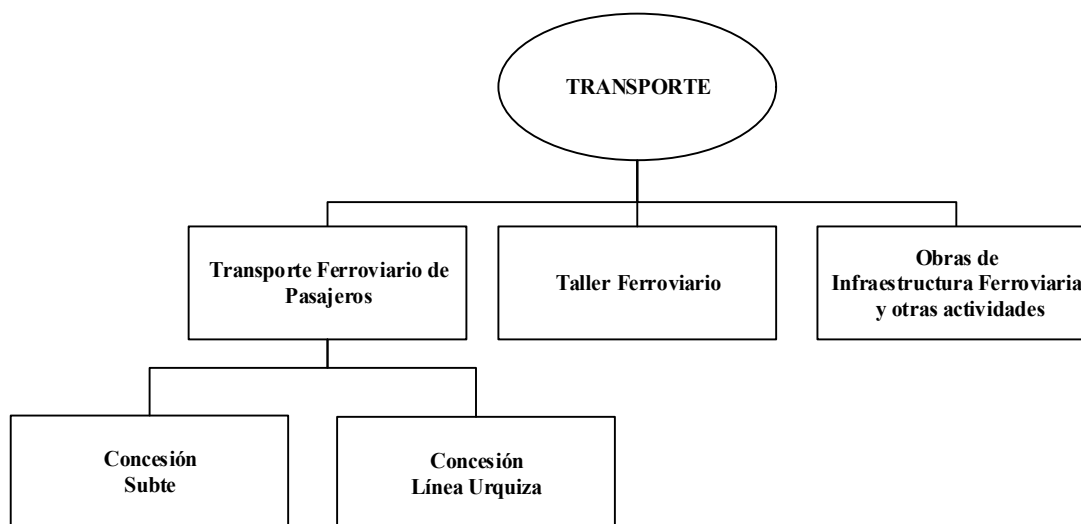 TRANSPORTE
Transporte Ferroviario de
Pasajeros
Taller Ferroviario
Obras de
Infraestructura Ferroviaria
y otras actividades
Concesión
Subte
Concesión
Línea Urquiza